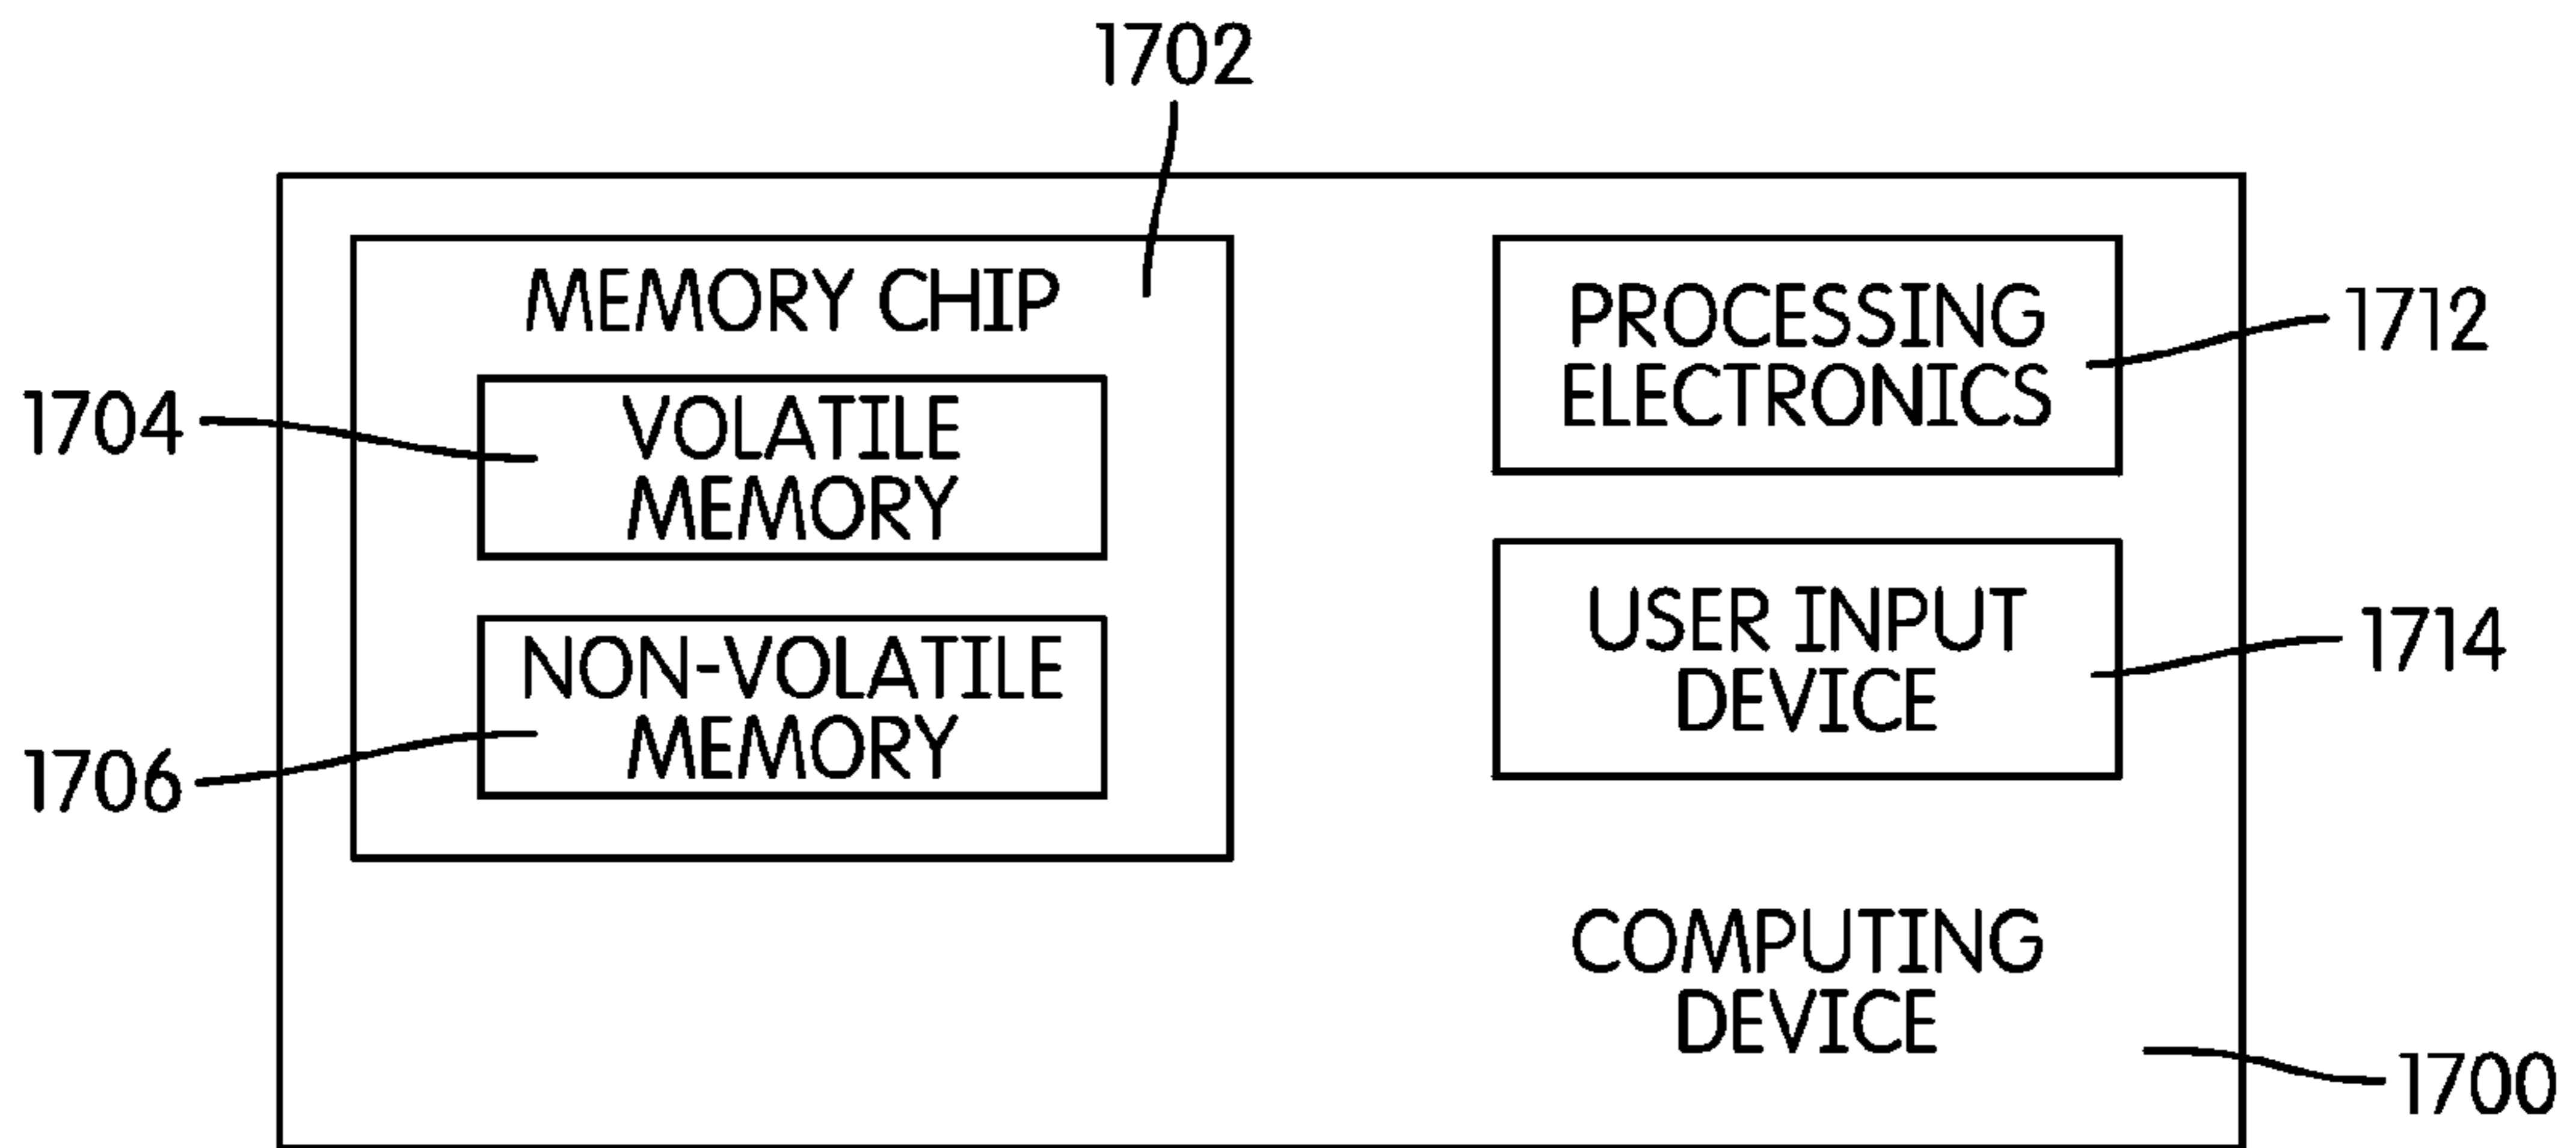 1702
MEMORY CHIP
1704
VOLATILE
MEMORY
1706
NON-VOLATILE
MEMORY
PROCESSING
ELECTRONICS
1712
USER INPUT
DEVICE
1714
COMPUTING
DEVICE
1700